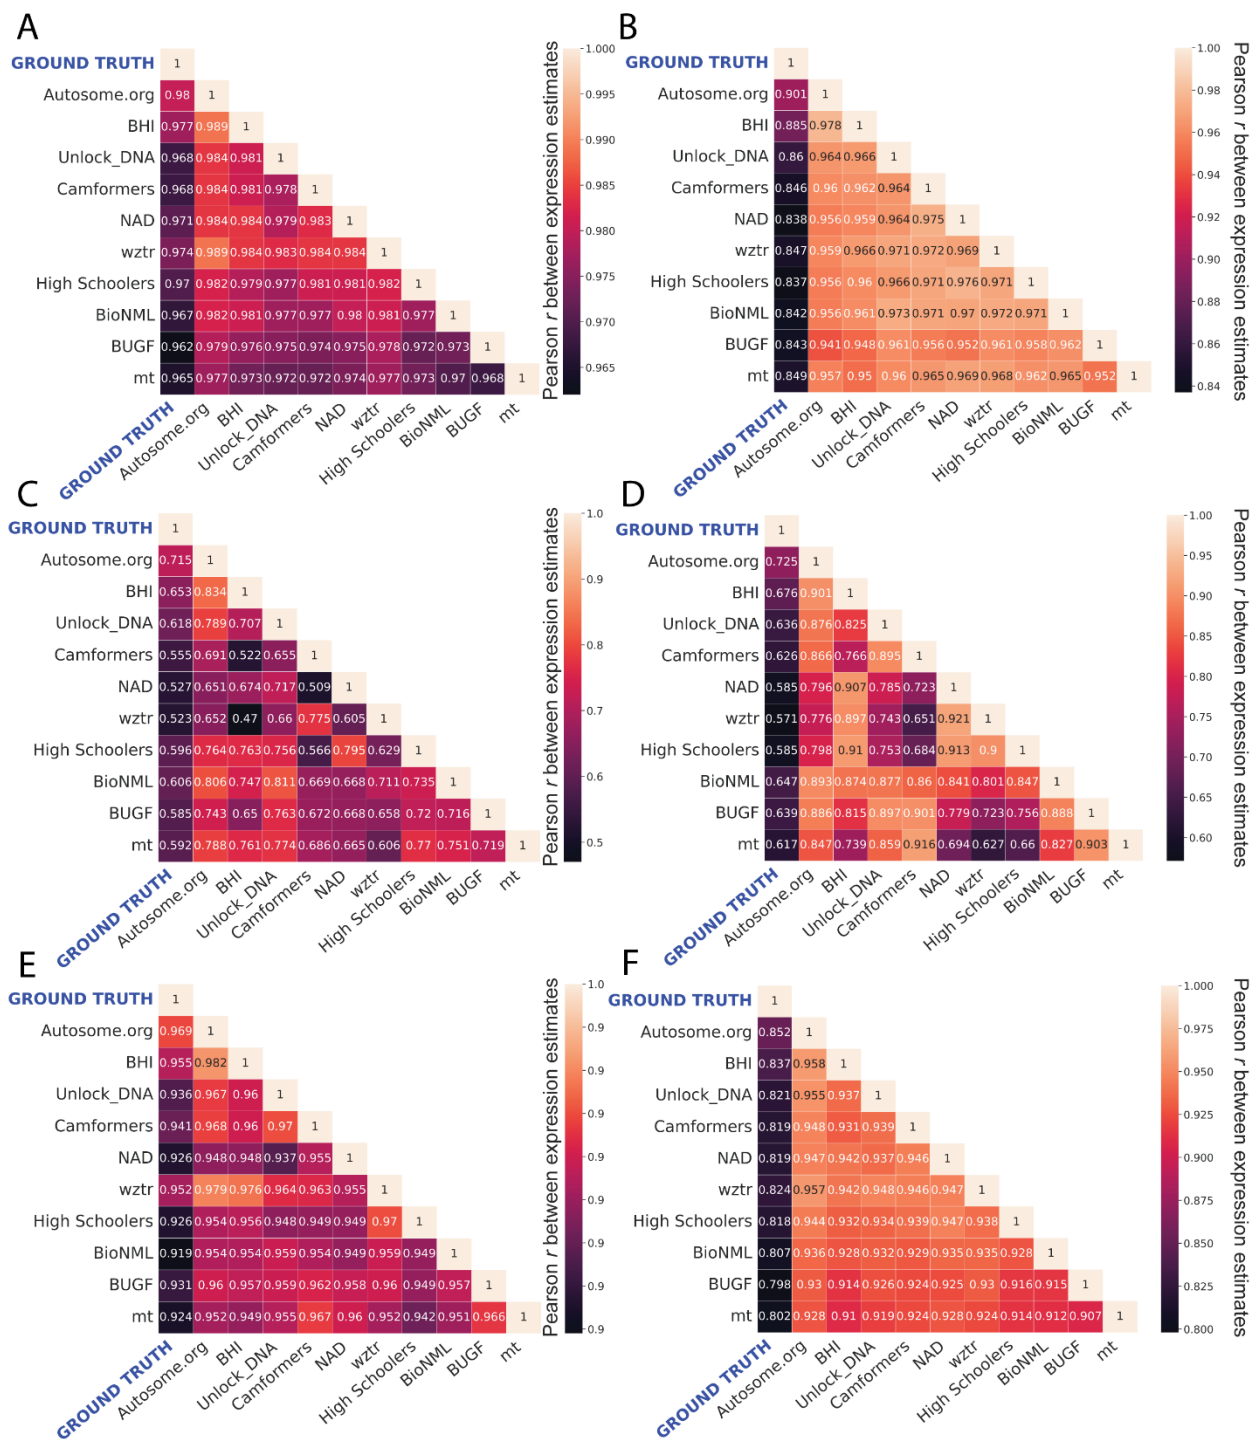 A
GROUND TRUTH 1
Autosome.org 0.98 1
BHI 0.977 0.989 1
Unlock_DNA 0.968 0.984 0.981 1
Camformers 0.968 0.984 0.981 0.978 1
NAD 0.971 0.984 0.984 0.979 0.983 1
wztr 0.974 0.989 0.984 0.983 0.984 0.984 1
High Schoolers 0.97 0.982 0.979 0.977 0.981 0.981 0.982 1
BioNML 0.967 0.982 0.981 0.977 0.977 0.98 0.981 0.977 1
BUGF 0.962 0.979 0.976 0.975 0.974 0.975 0.978 0.972 0.973 1
mt 0.965 0.977 0.973 0.972 0.972 0.974 0.977 0.973 0.97 0.968 1
GROUND TRUTH Autosome.org BHI Unlock_DNA Camformers NAD wztr High Schoolers BioNML BUGF mt
1.000
0.995
0.990
0.985
0.980
0.975
0.970
0.965
Pearson r between expression estimates
B
GROUND TRUTH 1
Autosome.org 0.901 1
BHI 0.885 0.978 1
Unlock_DNA 0.86 0.964 0.966 1
Camformers 0.846 0.96 0.962 0.964 1
NAD 0.838 0.956 0.959 0.964 0.975 1
wztr 0.847 0.959 0.966 0.971 0.972 0.969 1
High Schoolers 0.837 0.956 0.96 0.966 0.971 0.976 0.971 1
BioNML 0.842 0.956 0.961 0.973 0.971 0.97 0.972 0.971 1
BUGF 0.843 0.941 0.948 0.961 0.956 0.952 0.961 0.958 0.962 1
mt 0.849 0.957 0.95 0.96 0.965 0.969 0.968 0.962 0.965 0.952 1
GROUND TRUTH Autosome.org BHI Unlock_DNA Camformers NAD wztr High Schoolers BioNML BUGF mt
1.00
0.98
0.96
0.94
0.92
0.90
0.88
0.86
0.84
Pearson r between expression estimates
C
GROUND TRUTH 1
Autosome.org 0.715 1
BHI 0.653 0.834 1
Unlock_DNA 0.618 0.789 0.707 1
Camformers 0.555 0.691 0.522 0.655 1
NAD 0.527 0.651 0.674 0.717 0.509 1
wztr 0.523 0.652 0.47 0.66 0.775 0.605 1
High Schoolers 0.596 0.764 0.763 0.756 0.566 0.795 0.629 1
BioNML 0.606 0.806 0.747 0.811 0.669 0.668 0.711 0.735 1
BUGF 0.585 0.743 0.65 0.763 0.672 0.668 0.658 0.72 0.716 1
mt 0.592 0.788 0.761 0.774 0.686 0.665 0.606 0.77 0.751 0.719 1
GROUND TRUTH Autosome.org BHI Unlock_DNA Camformers NAD wztr High Schoolers BioNML BUGF mt
1.0
0.9
0.8
0.7
0.6
0.5
Pearson r between expression estimates
D
GROUND TRUTH 1
Autosome.org 0.725 1
BHI 0.676 0.901 1
Unlock_DNA 0.636 0.876 0.825 1
Camformers 0.626 0.866 0.766 0.895 1
NAD 0.585 0.796 0.907 0.785 0.723 1
wztr 0.571 0.776 0.897 0.743 0.651 0.921 1
High Schoolers 0.585 0.798 0.91 0.753 0.684 0.913 0.9 1
BioNML 0.647 0.893 0.874 0.877 0.86 0.841 0.801 0.847 1
BUGF 0.639 0.886 0.815 0.897 0.901 0.779 0.723 0.756 0.888 1
mt 0.617 0.847 0.739 0.859 0.916 0.694 0.627 0.66 0.827 0.903 1
GROUND TRUTH Autosome.org BHI Unlock_DNA Camformers NAD wztr High Schoolers BioNML BUGF mt
1.00
0.95
0.90
0.85
0.80
0.75
0.70
0.65
0.60
Pearson r between expression estimates
E
GROUND TRUTH 1
Autosome.org 0.969 1
BHI 0.955 0.982 1
Unlock_DNA 0.936 0.967 0.96 1
Camformers 0.941 0.968 0.96 0.97 1
NAD 0.926 0.948 0.948 0.937 0.955 1
wztr 0.952 0.979 0.976 0.964 0.963 0.955 1
High Schoolers 0.926 0.954 0.956 0.948 0.949 0.949 0.97 1
BioNML 0.919 0.954 0.954 0.959 0.954 0.949 0.959 0.949 1
BUGF 0.931 0.96 0.957 0.959 0.962 0.958 0.96 0.949 0.957 1
mt 0.924 0.952 0.949 0.955 0.967 0.96 0.952 0.942 0.951 0.966 1
GROUND TRUTH Autosome.org BHI Unlock_DNA Camformers NAD wztr High Schoolers BioNML BUGF mt
1.0
0.9
0.9
0.9
0.9
0.9
0.9
0.9
0.9
Pearson r between expression estimates
F
GROUND TRUTH 1
Autosome.org 0.852 1
BHI 0.837 0.958 1
Unlock_DNA 0.821 0.955 0.937 1
Camformers 0.819 0.948 0.931 0.939 1
NAD 0.819 0.947 0.942 0.937 0.946 1
wztr 0.824 0.957 0.942 0.948 0.946 0.947 1
High Schoolers 0.818 0.944 0.932 0.934 0.939 0.947 0.938 1
BioNML 0.807 0.936 0.928 0.932 0.929 0.935 0.935 0.928 1
BUGF 0.798 0.93 0.914 0.926 0.924 0.925 0.93 0.916 0.915 1
mt 0.802 0.928 0.91 0.919 0.924 0.928 0.924 0.914 0.912 0.907 1
GROUND TRUTH Autosome.org BHI Unlock_DNA Camformers NAD wztr High Schoolers BioNML BUGF mt
1.000
0.975
0.950
0.925
0.900
0.875
0.850
0.825
0.800
Pearson r between expression estimates